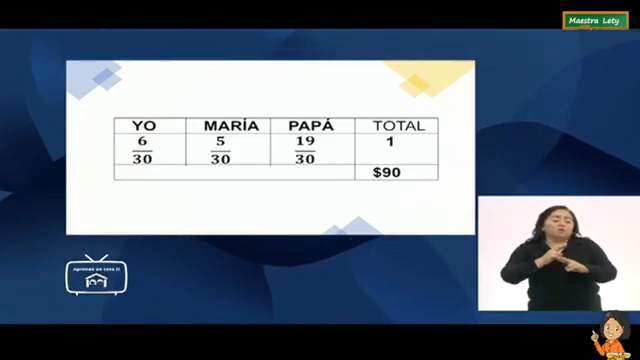 Maestra Lety
YO MARÍA PAPÁ TOTAL
6/30 5/30 19/30 1
$90
Aprende en casa II